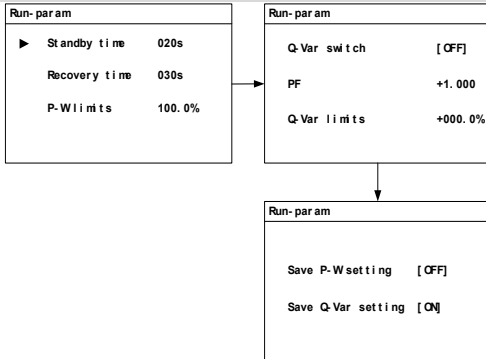 Run-param
▶ Standby time 020s
Recovery time 030s
P-W limits 100.0%
Run-param
Q-Var switch [OFF]
PF +1.000
Q-Var limits +000.0%
Run-param
Save P-W setting [OFF]
Save Q-Var setting [ON]